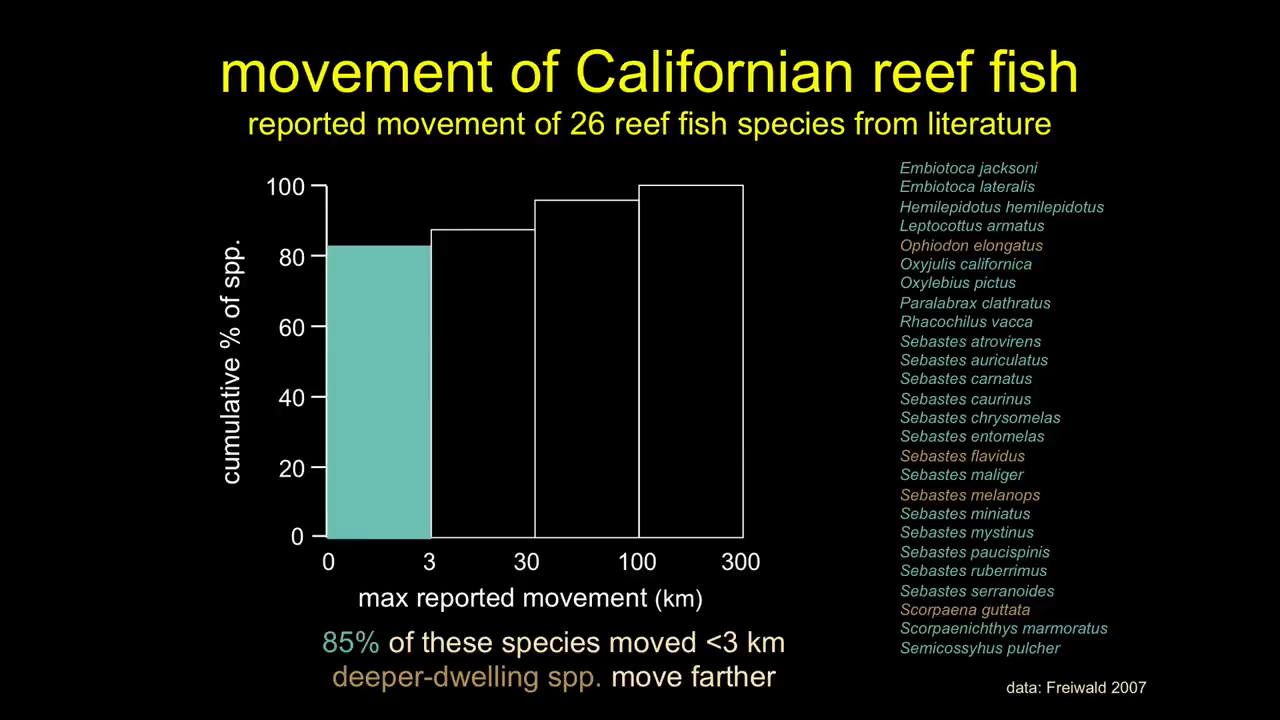 movement of Californian reef fish
reported movement of 26 reef fish species from literature
100
80
60
40
20
0
cumulative % of spp.
0 3 30 100 300
max reported movement (km)
85% of these species moved <3 km
deeper-dwelling spp. move farther
Embiotoca jacksoni
Embiotoca lateralis
Hemilepidotus hemilepidotus
Leptocottus armatus
Ophiodon elongatus
Oxyjulis californica
Oxylebius pictus
Paralabrax clathratus
Rhacochilus vacca
Sebastes atrovirens
Sebastes auriculatus
Sebastes carnatus
Sebastes caurinus
Sebastes chrysomelas
Sebastes entomelas
Sebastes flavidus
Sebastes maliger
Sebastes melanops
Sebastes miniatus
Sebastes mystinus
Sebastes paucispinis
Sebastes ruberrimus
Sebastes serranoides
Scorpaena guttata
Scorpaenichthys marmoratus
Semicossyhus pulcher
data: Freiwald 2007